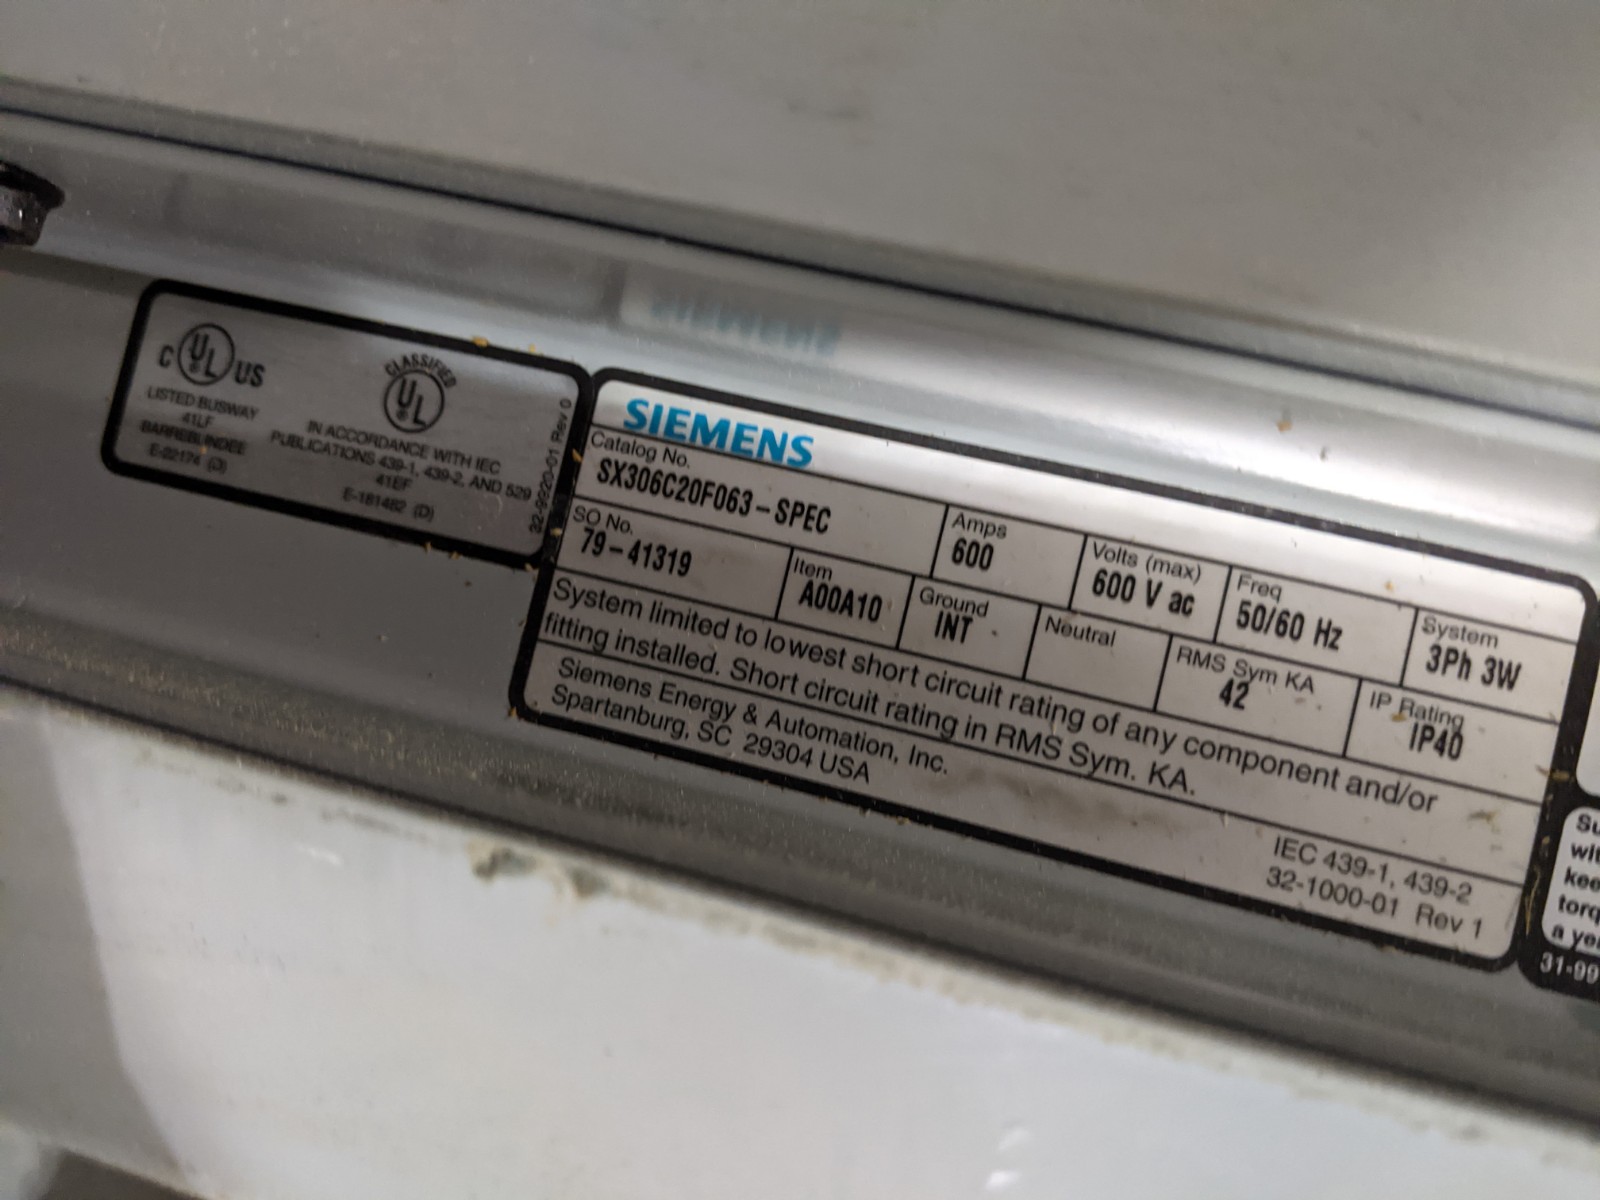 C UL US
LISTED BUSWAY
41LF
BARREBLINDEE
E-22174 (D)
CLASSIFIED
UL
IN ACCORDANCE WITH IEC
PUBLICATIONS 439-1, 439-2, AND 529
41EF
E-181482 (D)
32-9920-01 Rev 0
SIEMENS
Catalog No.
SX306C20F063-SPEC
Amps
600
Volts (max)
600 V ac
Freq
50/60 Hz
System
3Ph 3W
SO No.
79-41319
Item
A00A10
Ground
INT
Neutral
RMS Sym KA
42
IP Rating
IP40
System limited to lowest short circuit rating of any component and/or
fitting installed. Short circuit rating in RMS Sym. KA.
Siemens Energy & Automation, Inc.
Spartanburg, SC 29304 USA
IEC 439-1, 439-2
32-1000-01 Rev 1
31-99